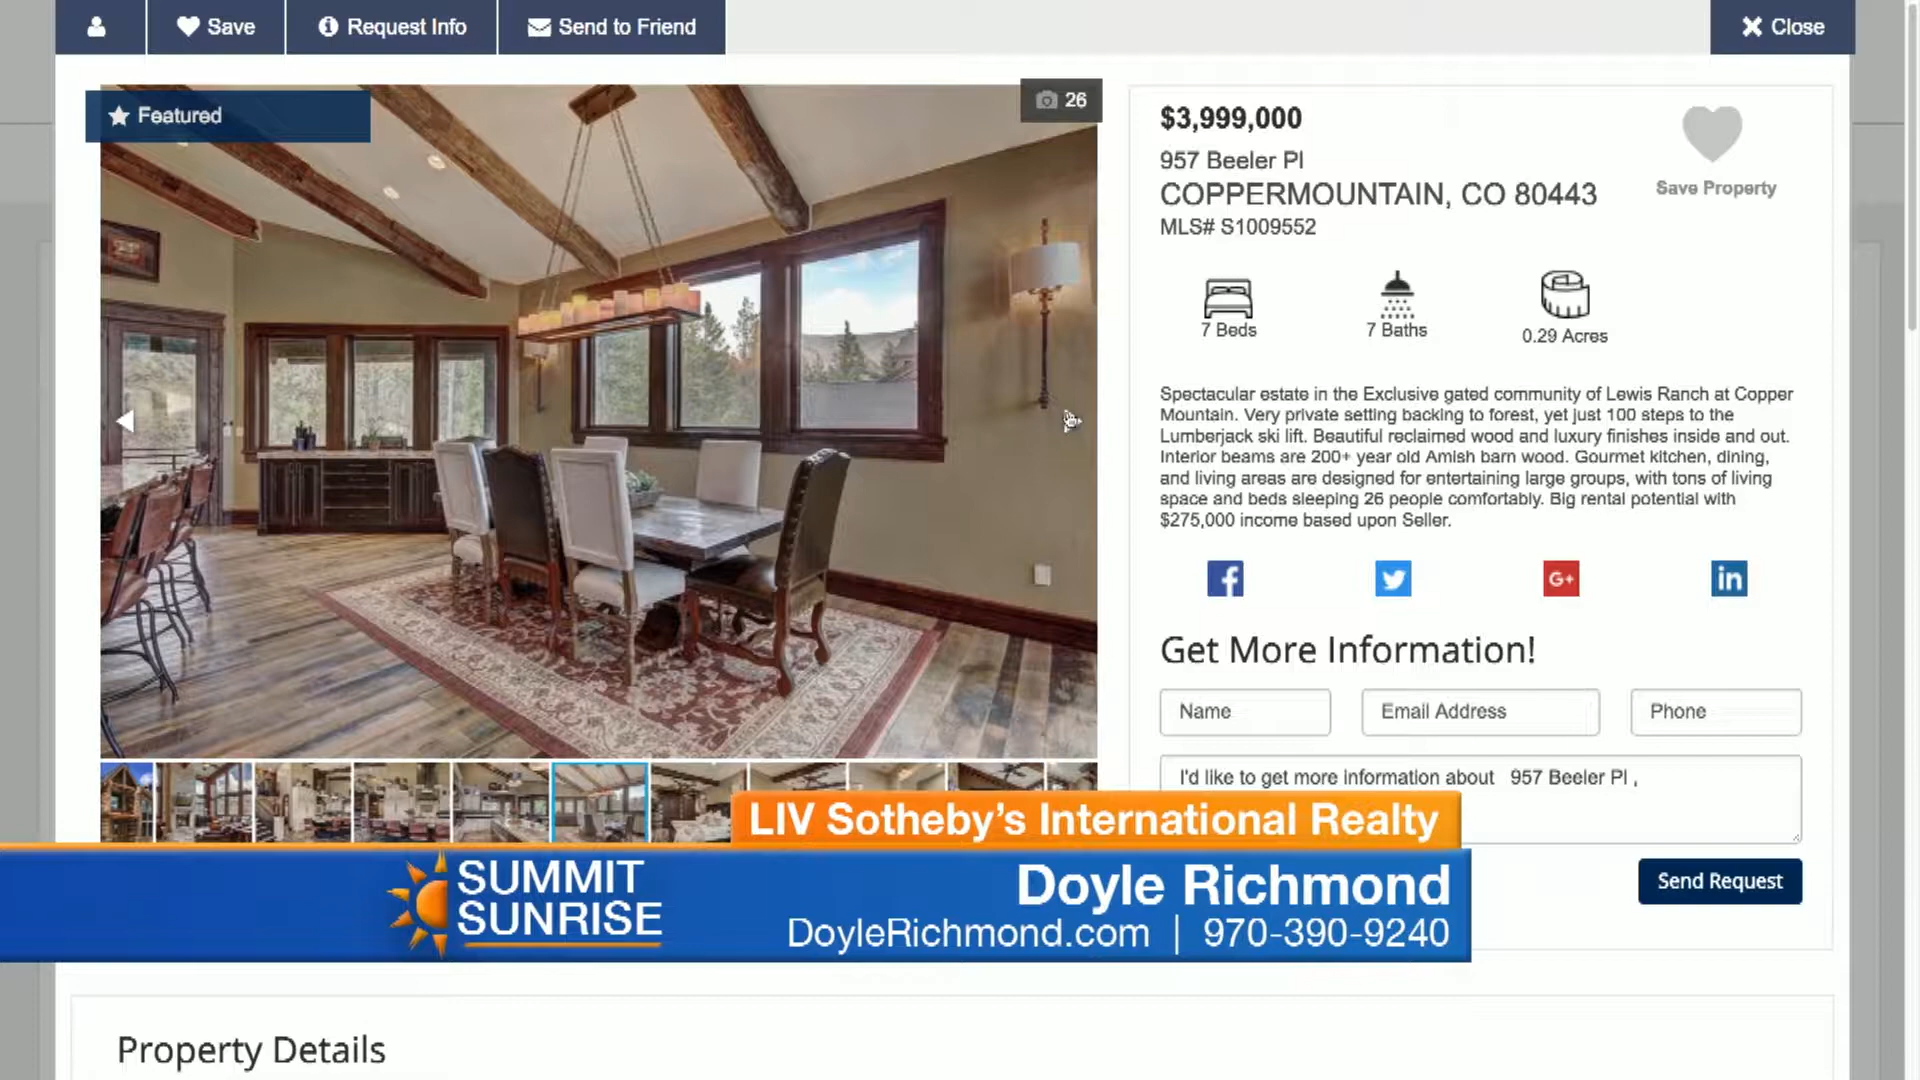 Save
Request Info
Send to Friend
Close
Featured
26
$3,999,000
957 Beeler Pl
COPPERMOUNTAIN, CO 80443
MLS# S1009552
Save Property
7 Beds
7 Baths
0.29 Acres
Spectacular estate in the Exclusive gated community of Lewis Ranch at Copper
Mountain. Very private setting backing to forest, yet just 100 steps to the
Lumberjack ski lift. Beautiful reclaimed wood and luxury finishes inside and out.
Interior beams are 200+ year old Amish barn wood. Gourmet kitchen, dining,
and living areas are designed for entertaining large groups, with tons of living
space and beds sleeping 26 people comfortably. Big rental potential with
$275,000 income based upon Seller.
f
G+
in
Get More Information!
Name
Email Address
Phone
I'd like to get more information about 957 Beeler Pl ,
LIV Sotheby's International Realty
SUMMIT
SUNRISE
Doyle Richmond
DoyleRichmond.com | 970-390-9240
Send Request
Property Details